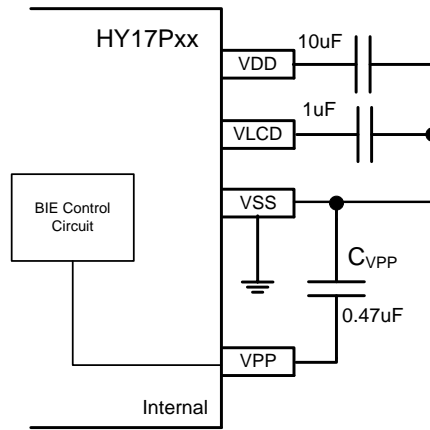 HY17Pxx
10uF
VDD
1uF
VLCD
BIE Control
Circuit
VSS
CVPP
0.47uF
VPP
Internal